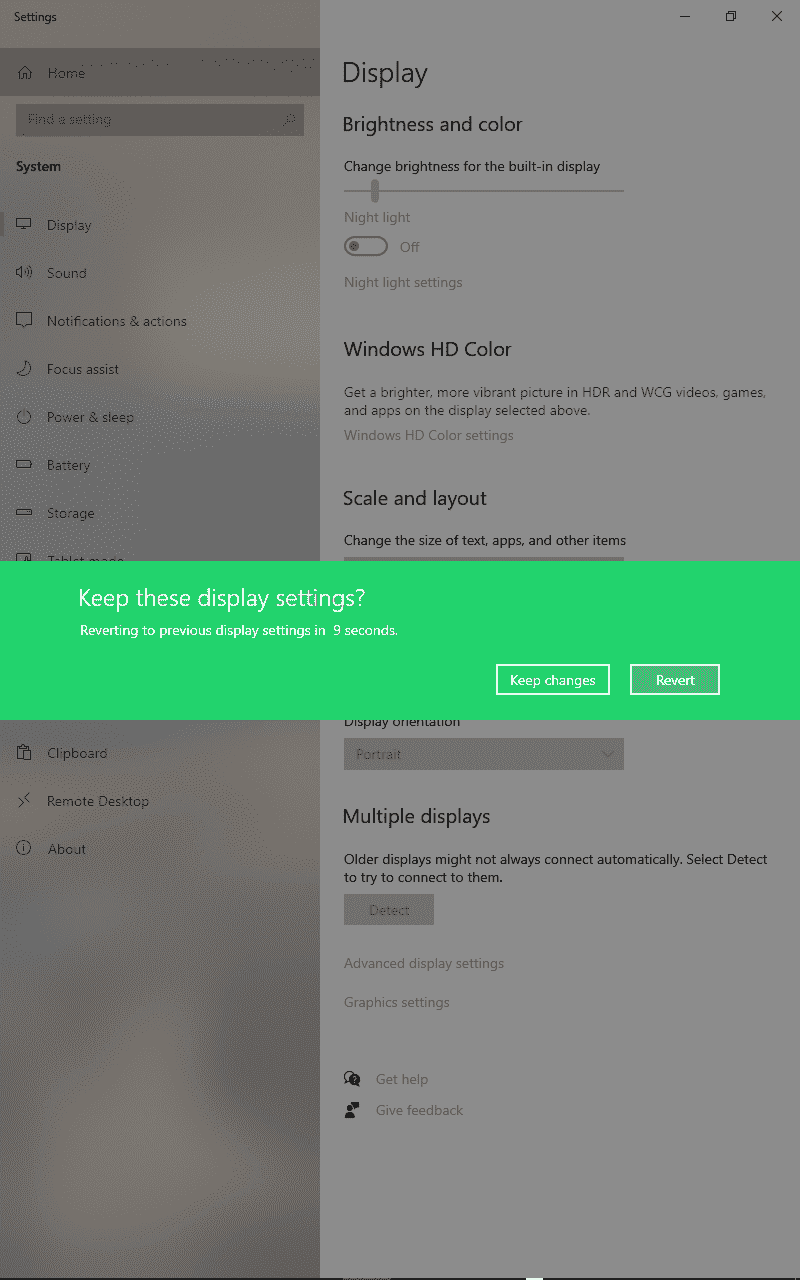 Settings
Home
Find a setting
System
Display
Sound
Notifications & actions
Focus assist
Power & sleep
Battery
Storage
Tablet mode
Clipboard
Remote Desktop
About
Display
Brightness and color
Change brightness for the built-in display
Night light
Off
Night light settings
Windows HD Color
Get a brighter, more vibrant picture in HDR and WCG videos, games,
and apps on the display selected above.
Windows HD Color settings
Scale and layout
Change the size of text, apps, and other items
Keep these display settings?
Reverting to previous display settings in 9 seconds.
Keep changes
Revert
Display orientation
Portrait
Multiple displays
Older displays might not always connect automatically. Select Detect
to try to connect to them.
Detect
Advanced display settings
Graphics settings
Get help
Give feedback